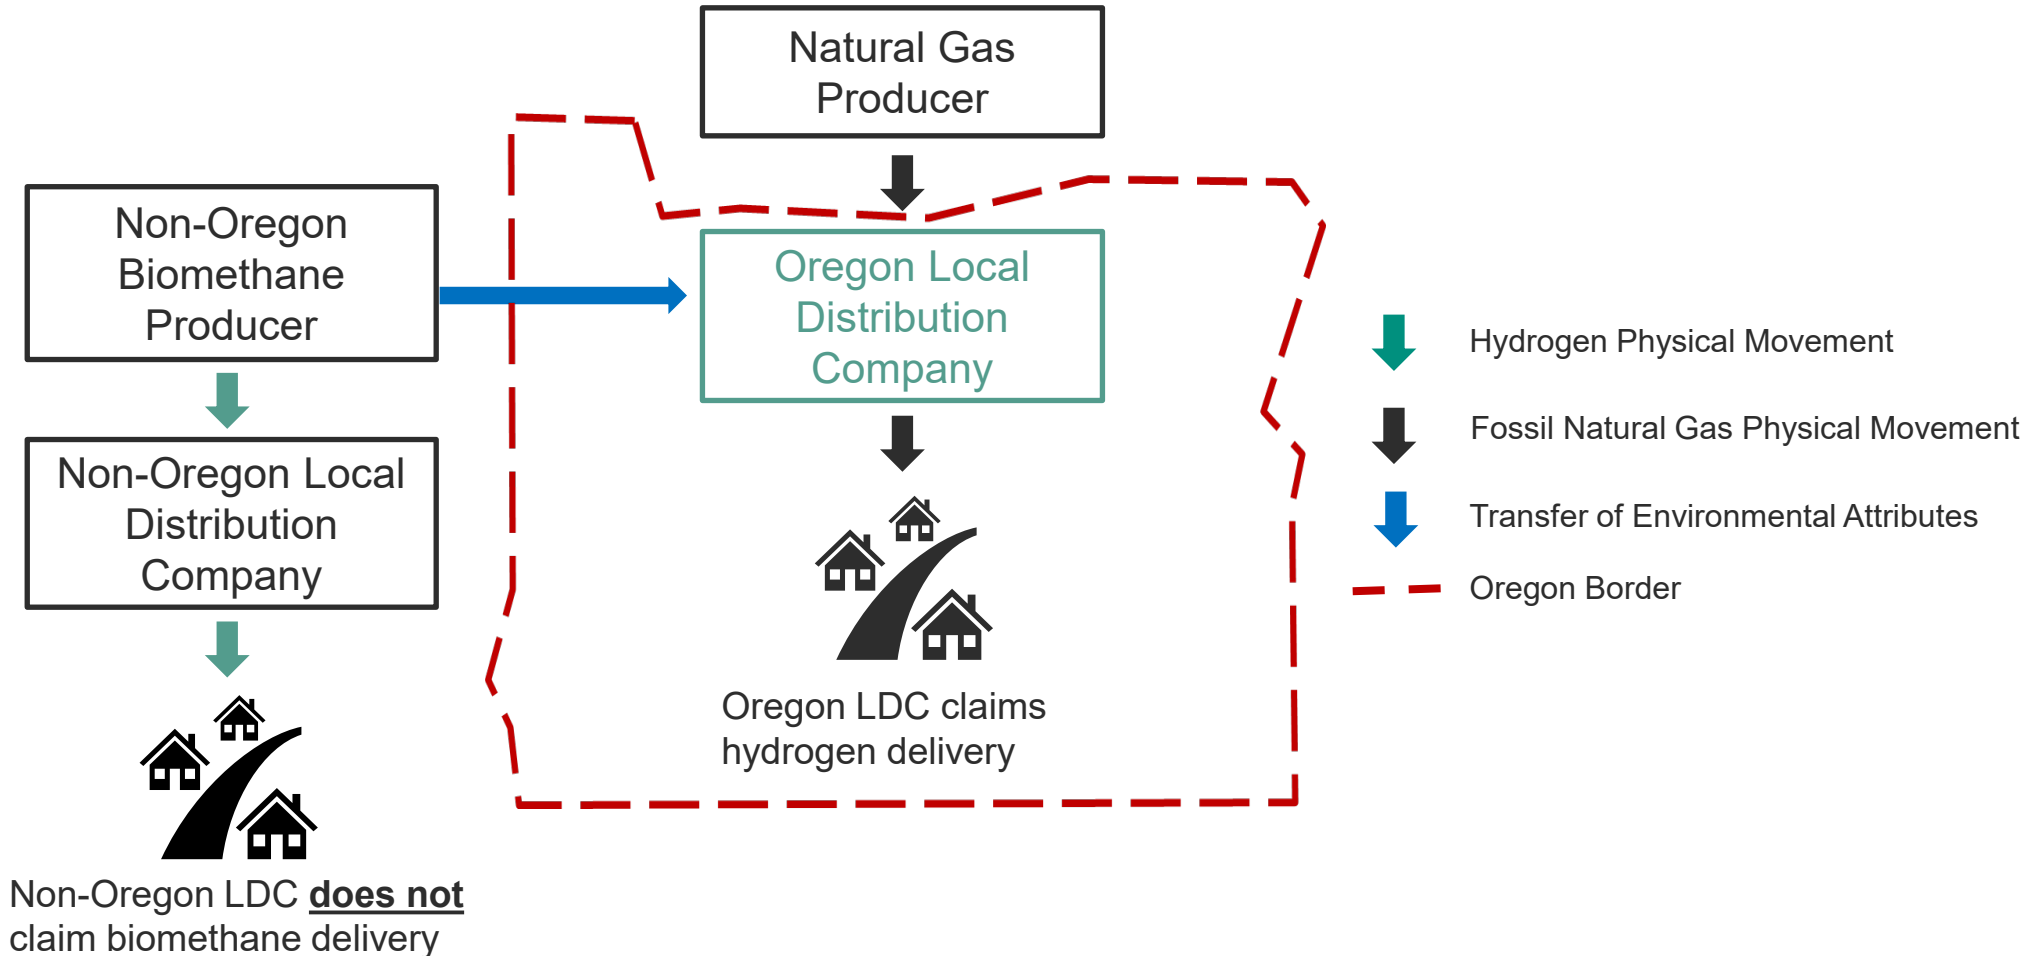 Natural Gas
Producer
Non-Oregon
Biomethane
Producer
Oregon Local
Distribution
Company
Non-Oregon Local
Distribution
Company
Oregon LDC claims
hydrogen delivery
Non-Oregon LDC does not
claim biomethane delivery
Hydrogen Physical Movement
Fossil Natural Gas Physical Movement
Transfer of Environmental Attributes
Oregon Border